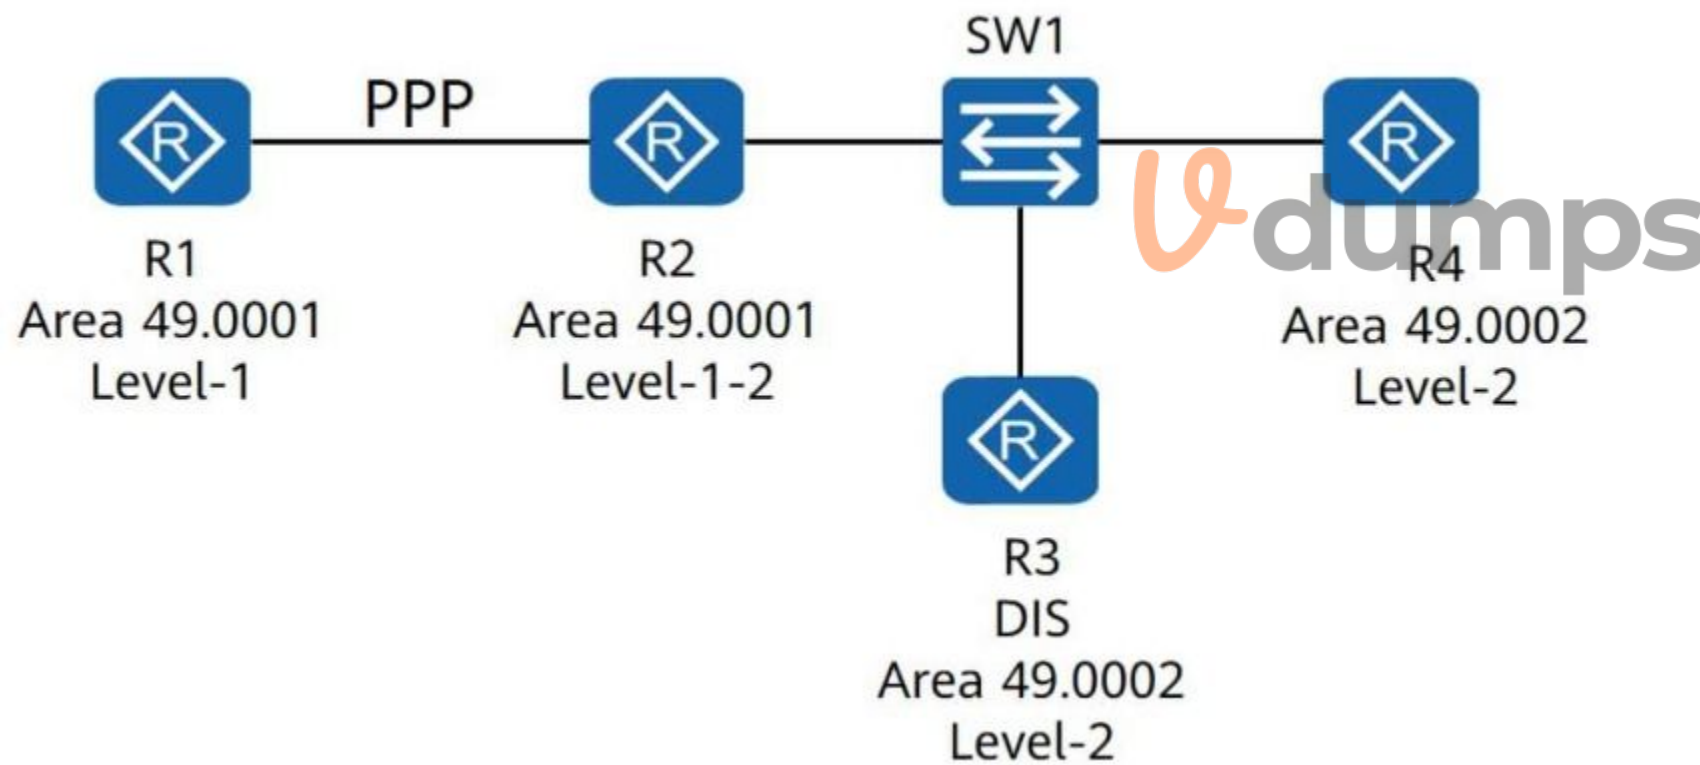 SW1
PPP
R
R
R
R1
Area 49.0001
Level-1
R2
Area 49.0001
Level-1-2
Vdumps
R4
Area 49.0002
Level-2
R
R3
DIS
Area 49.0002
Level-2